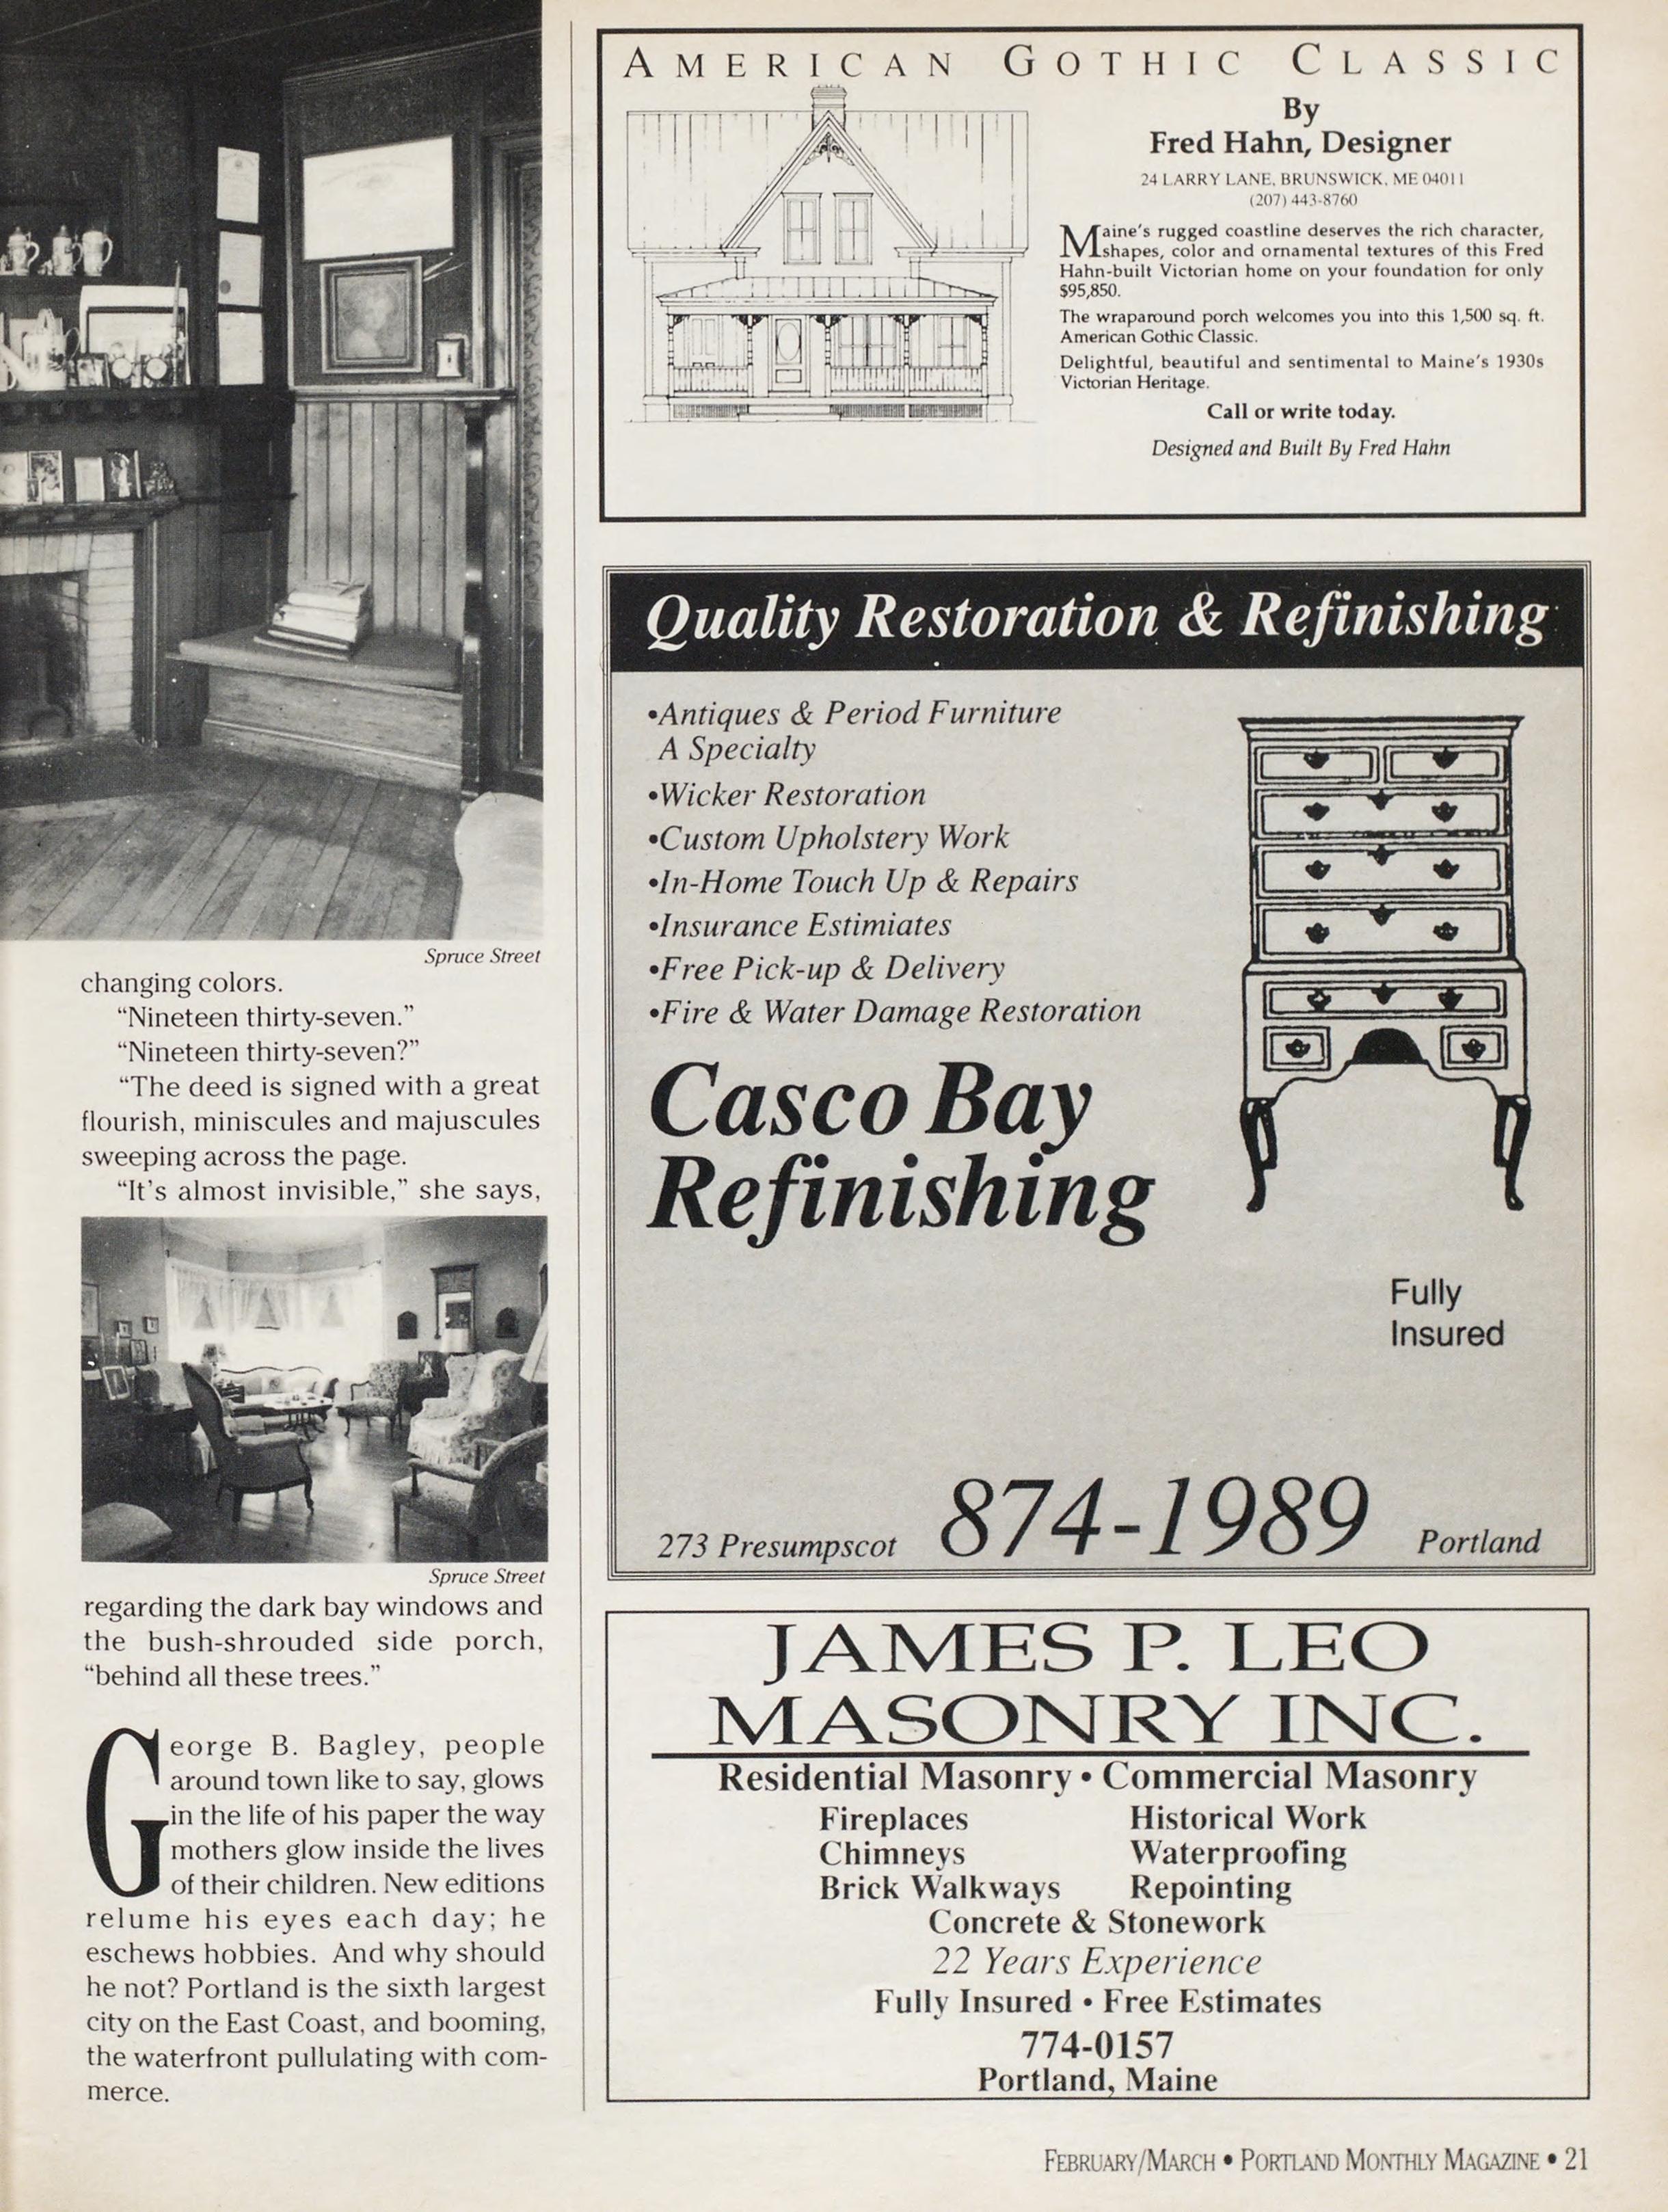 Spruce Street
changing colors.
“Nineteen thirty-seven.”
“Nineteen thirty-seven?”
“The deed is signed with a great
flourish, miniscules and majuscules
sweeping across the page.
“It's almost invisible,” she says,
Spruce Street
regarding the dark bay windows and
the bush-shrouded side porch,
“behind all these trees.”
George B. Bagley, people
around town like to say, glows
in the life of his paper the way
mothers glow inside the lives
of their children. New editions
relume his eyes each day; he
eschews hobbies. And why should
he not? Portland is the sixth largest
city on the East Coast, and booming,
the waterfront pullulating with com-
merce.
AMERICAN GOTHIC CLASSIC
By
Fred Hahn, Designer
24 LARRY LANE, BRUNSWICK, ME 04011
(207) 443-8760
Maine's rugged coastline deserves the rich character,
shapes, color and ornamental textures of this Fred
Hahn-built Victorian home on your foundation for only
$95,850.
The wraparound porch welcomes you into this 1,500 sq. ft.
American Gothic Classic.
Delightful, beautiful and sentimental to Maine's 1930s
Victorian Heritage.
Call or write today.
Designed and Built By Fred Hahn
Quality Restoration & Refinishing
•Antiques & Period Furniture
A Specialty
•Wicker Restoration
•Custom Upholstery Work
•In-Home Touch Up & Repairs
•Insurance Estimiates
•Free Pick-up & Delivery
•Fire & Water Damage Restoration
Casco Bay
Refinishing
Fully
Insured
273 Presumpscot 874-1989 Portland
JAMES P. LEO
MASONRY INC.
Residential Masonry • Commercial Masonry
Fireplaces Historical Work
Chimneys Waterproofing
Brick Walkways Repointing
Concrete & Stonework
22 Years Experience
Fully Insured • Free Estimates
774-0157
Portland, Maine
FEBRUARY/MARCH • PORTLAND MONTHLY MAGAZINE • 21